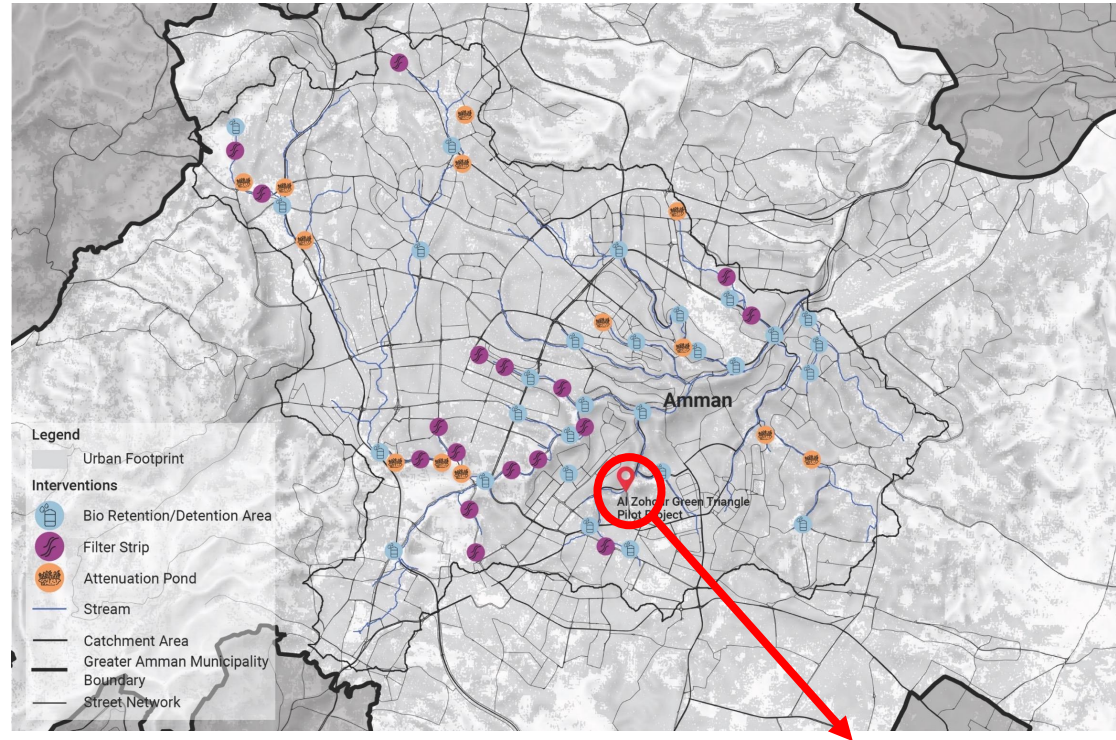 Amman
Al Zohour Green Triangle
Pilot Project
Legend
Urban Footprint
Interventions
Bio Retention/Detention Area
Filter Strip
Attenuation Pond
Stream
Catchment Area
Greater Amman Municipality
Boundary
Street Network